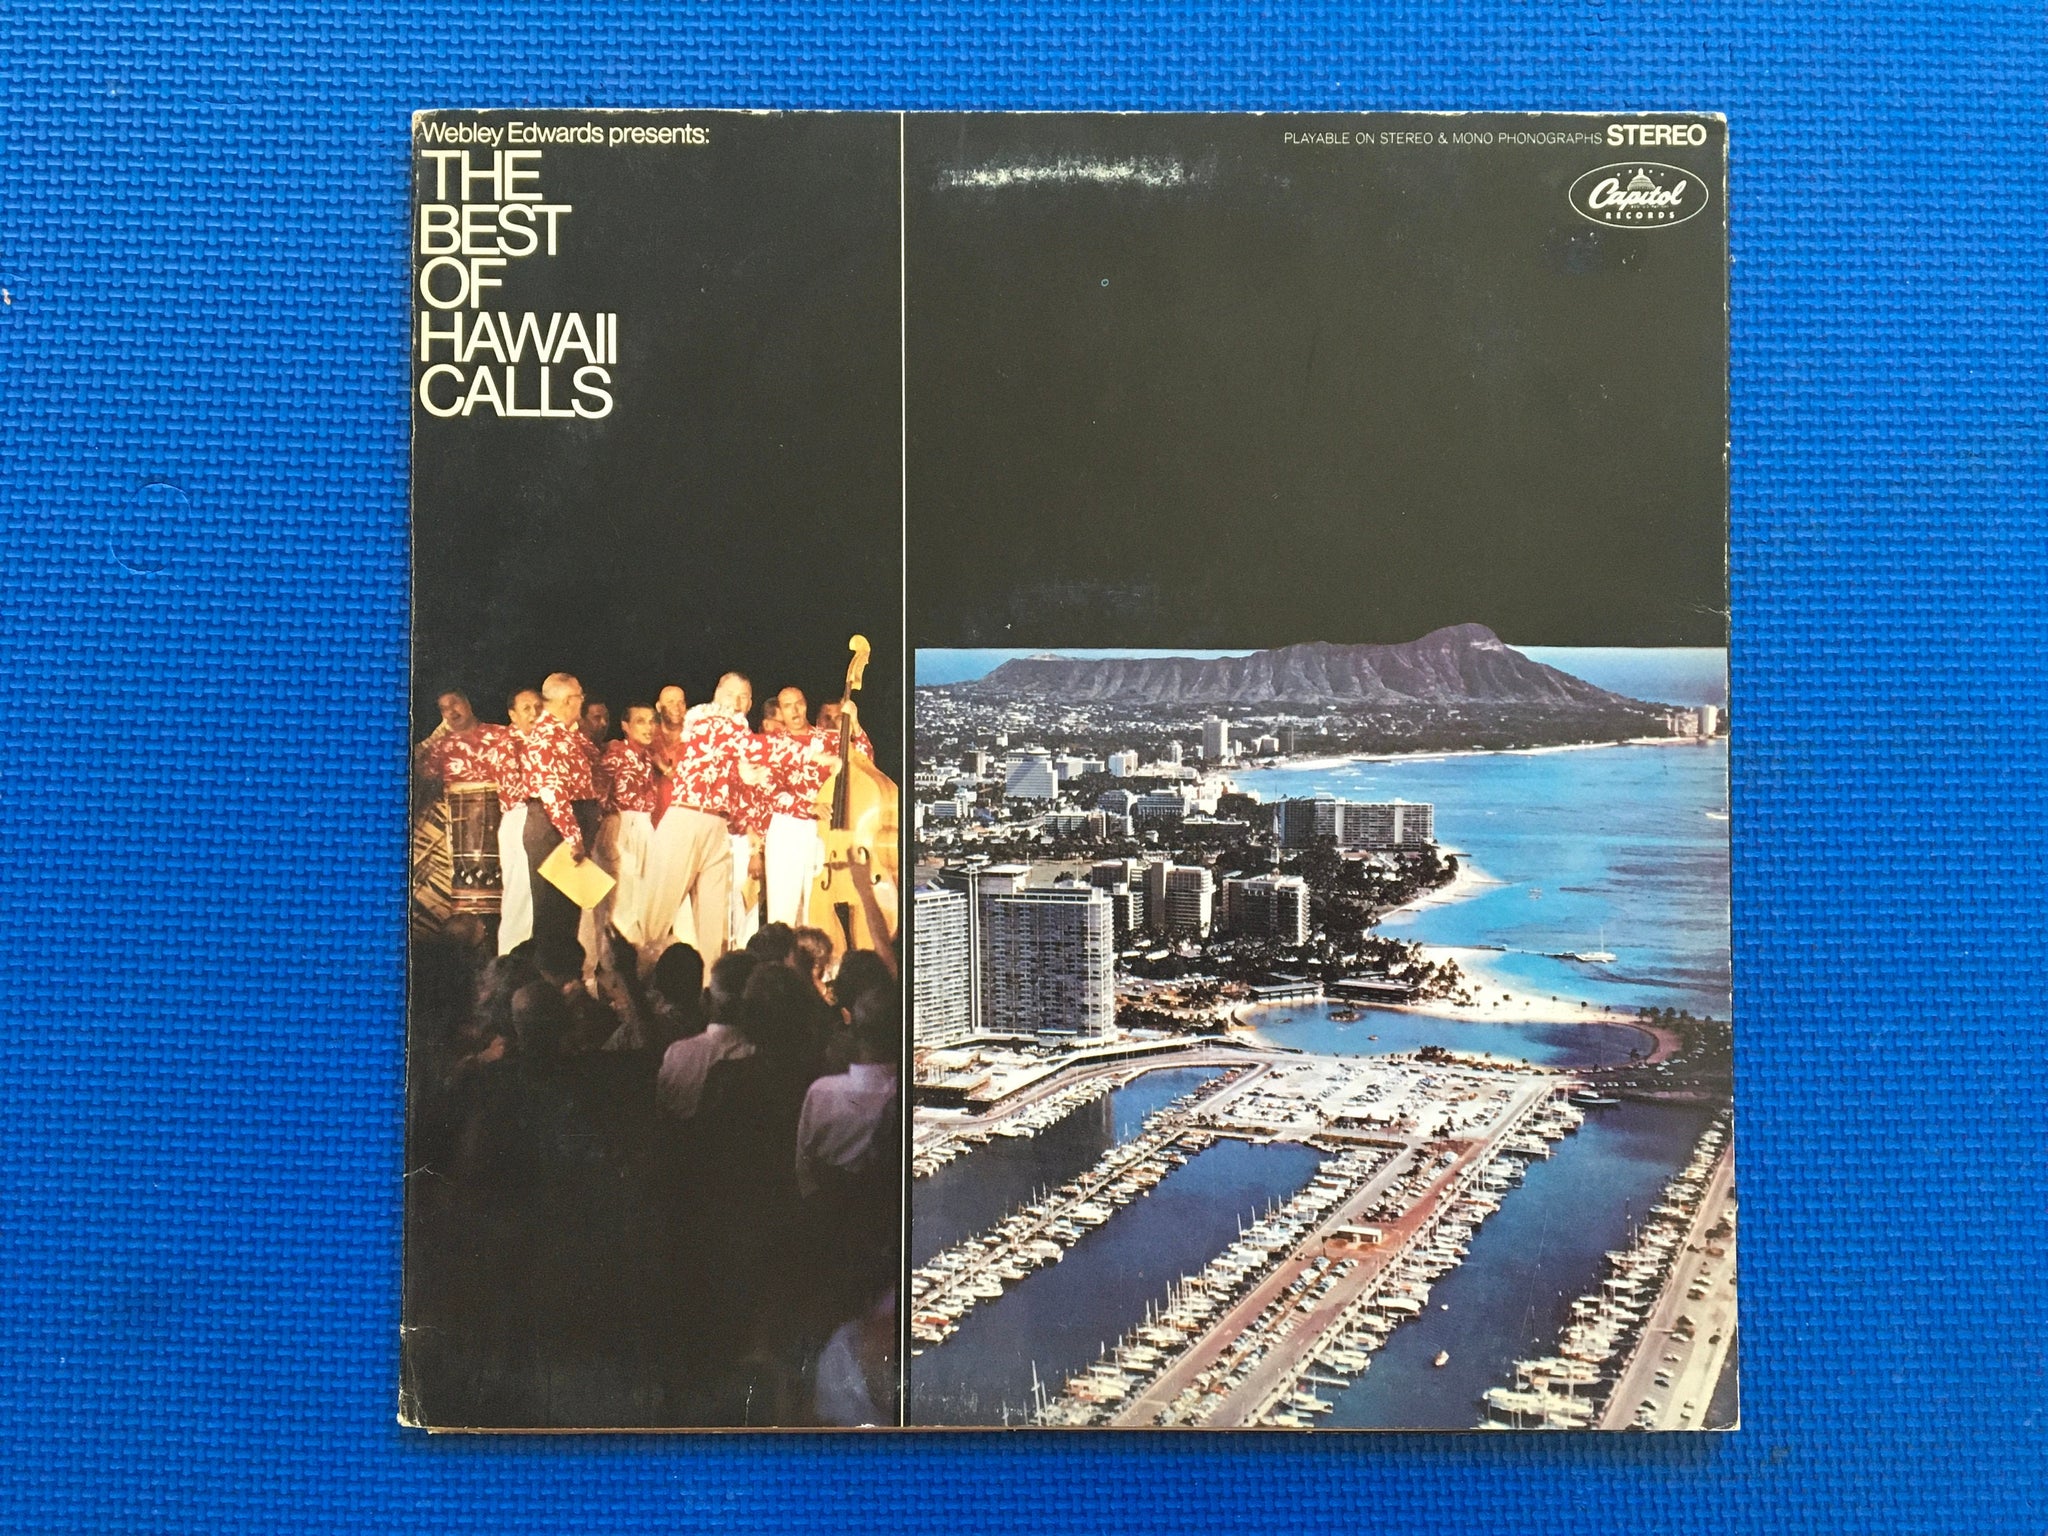 Webley Edwards presents:
THE
BEST
OF
HAWAII
CALLS
PLAYABLE ON STEREO & MONO PHONOGRAPHS STEREO
Capitol
RECORDS